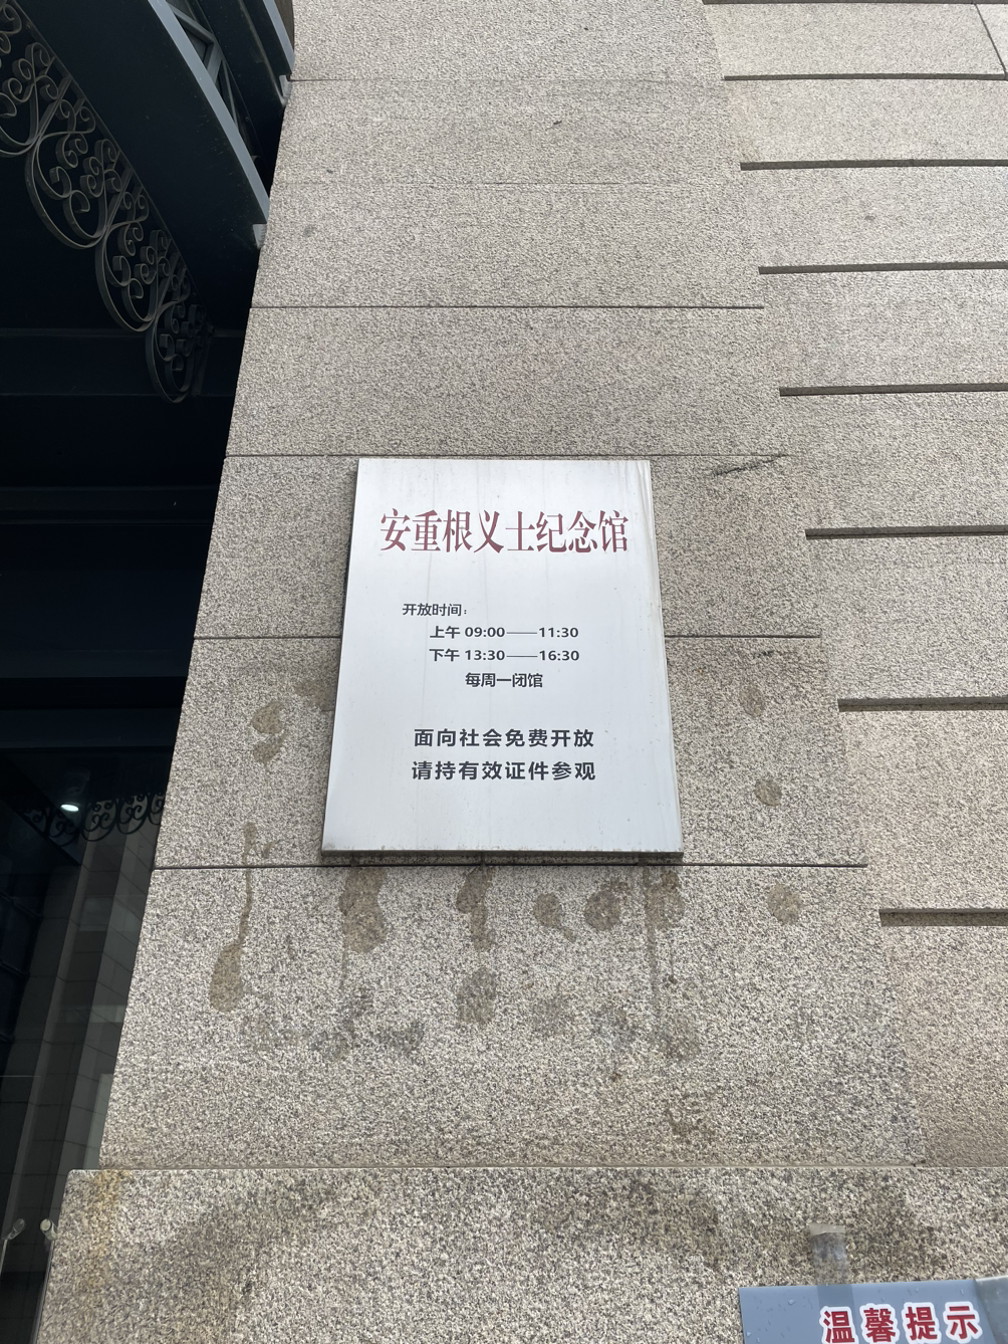 安重根义士纪念馆
开放时间：
上午 09:00——11:30
下午 13:30——16:30
每周一闭馆
面向社会免费开放
请持有效证件参观
温馨提示